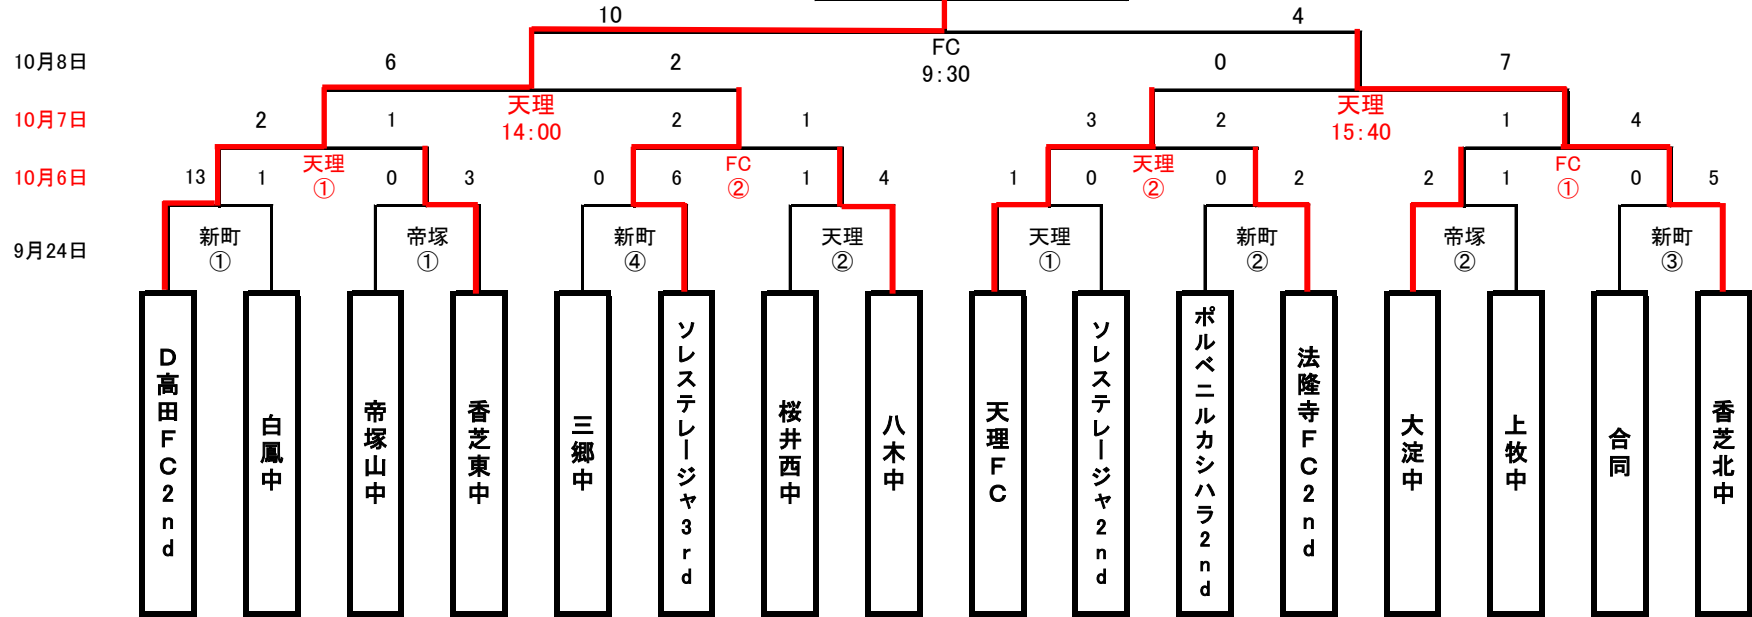 10 4
10月8日 6 2 FC 0 7
9:30
10月7日 2 1 天理 2 1 3 2 天理 1 4
14:00 15:40
10月6日 13 1 天理 0 3 0 6 FC 1 4 1 0 天理 0 2 2 1 FC 0 5
① ② ② ①
9月24日 新町 帝塚 新町 天理 天理 新町 帝塚 新町
① ① ④ ② ① ② ② ③
D高田FC2nd
白鳳中
帝塚山中
香芝東中
三郷中
ソレステレージャ3rd
桜井西中
八木中
天理FC
ソレステレージャ2nd
ポルベニルカシハラ2nd
法隆寺FC2nd
大淀中
上牧中
合同
香芝北中